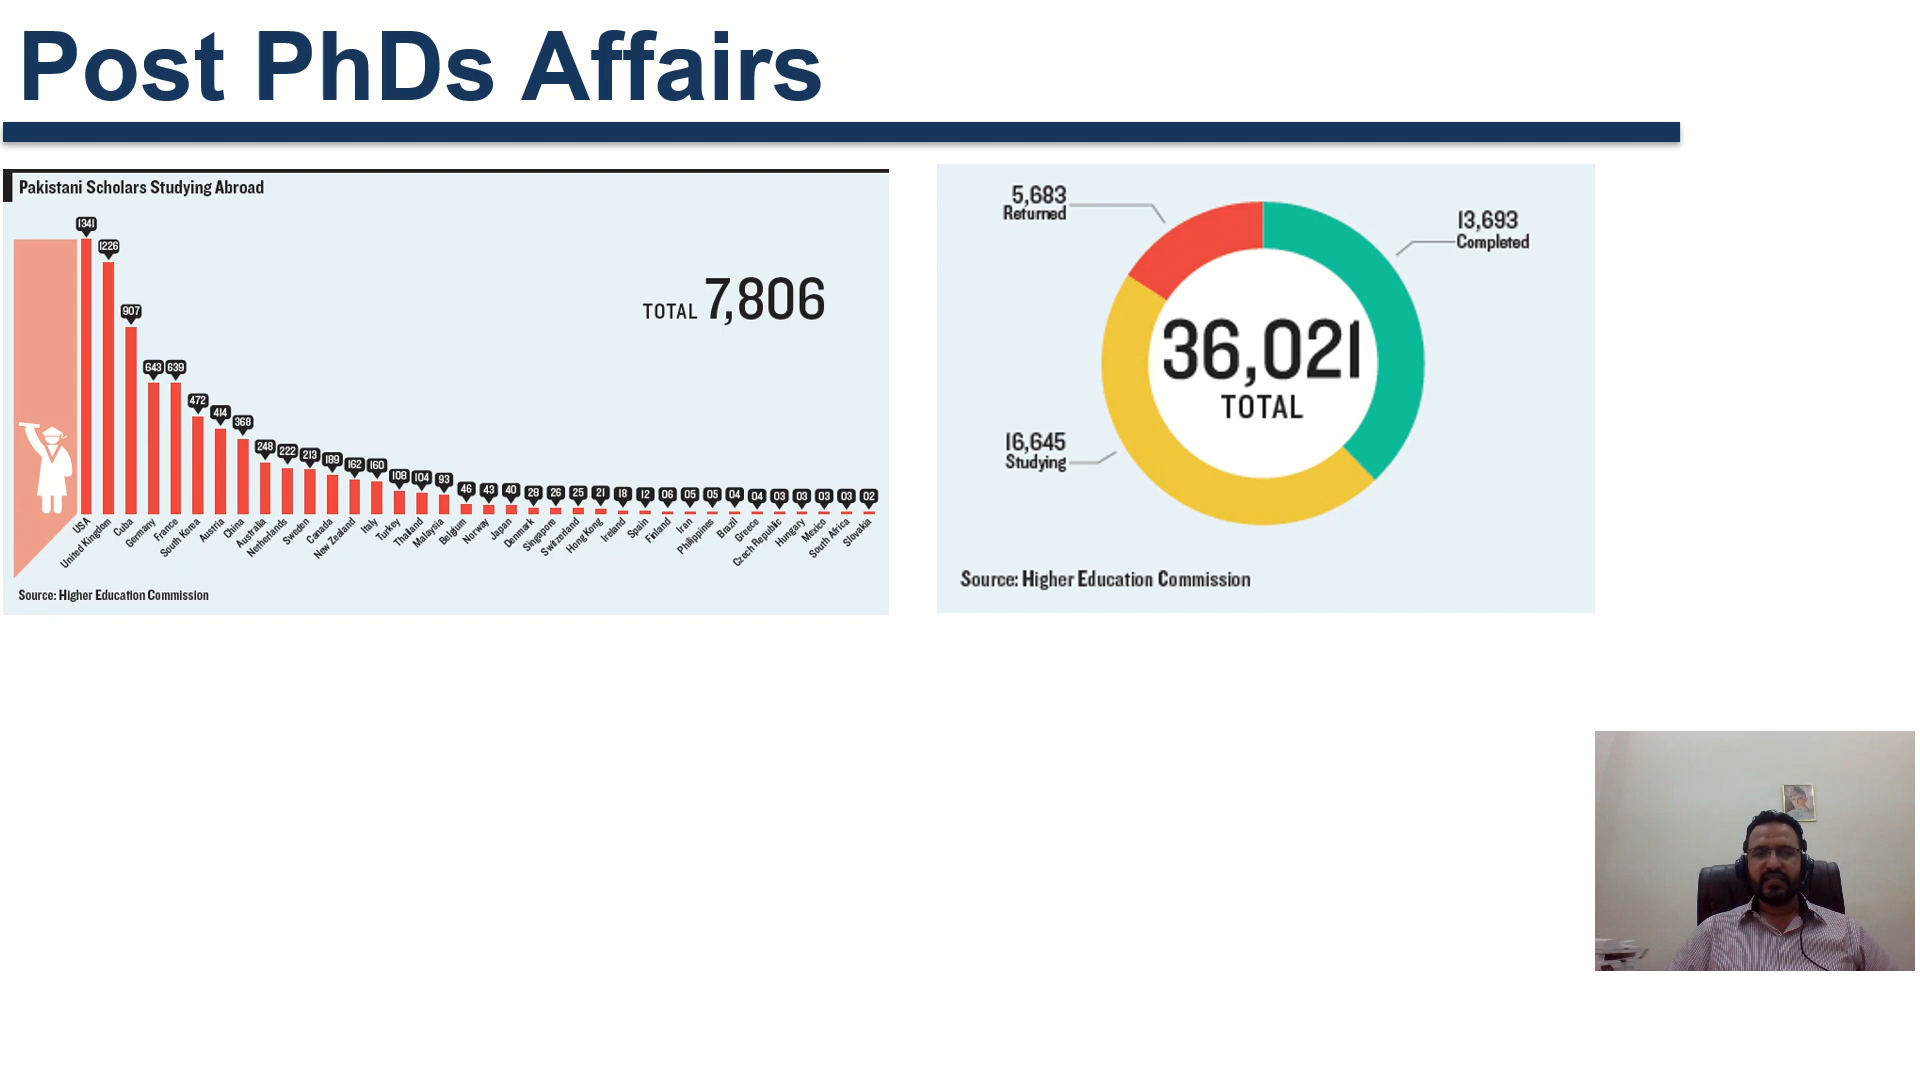 Post PhDs Affairs
Pakistani Scholars Studying Abroad
1341
1226
907
643
639
472
414
368
248
222
213
189
162
160
108
104
93
46
43
40
28
26
25
21
18
12
06
05
05
04
04
03
03
03
03
02
TOTAL 7,806
USA
United Kingdom
Cuba
Germany
France
South Korea
Austria
China
Australia
Netherlands
Sweden
Canada
New Zealand
Italy
Turkey
Thailand
Malaysia
Belgium
Norway
Japan
Denmark
Singapore
Switzerland
Hong Kong
Ireland
Spain
Finland
Iran
Philippines
Brazil
Greece
Czech Republic
Hungary
Mexico
South Africa
Slovakia
Source: Higher Education Commission
5,683
Returned
13,693
Completed
36,021
TOTAL
16,645
Studying
Source: Higher Education Commission